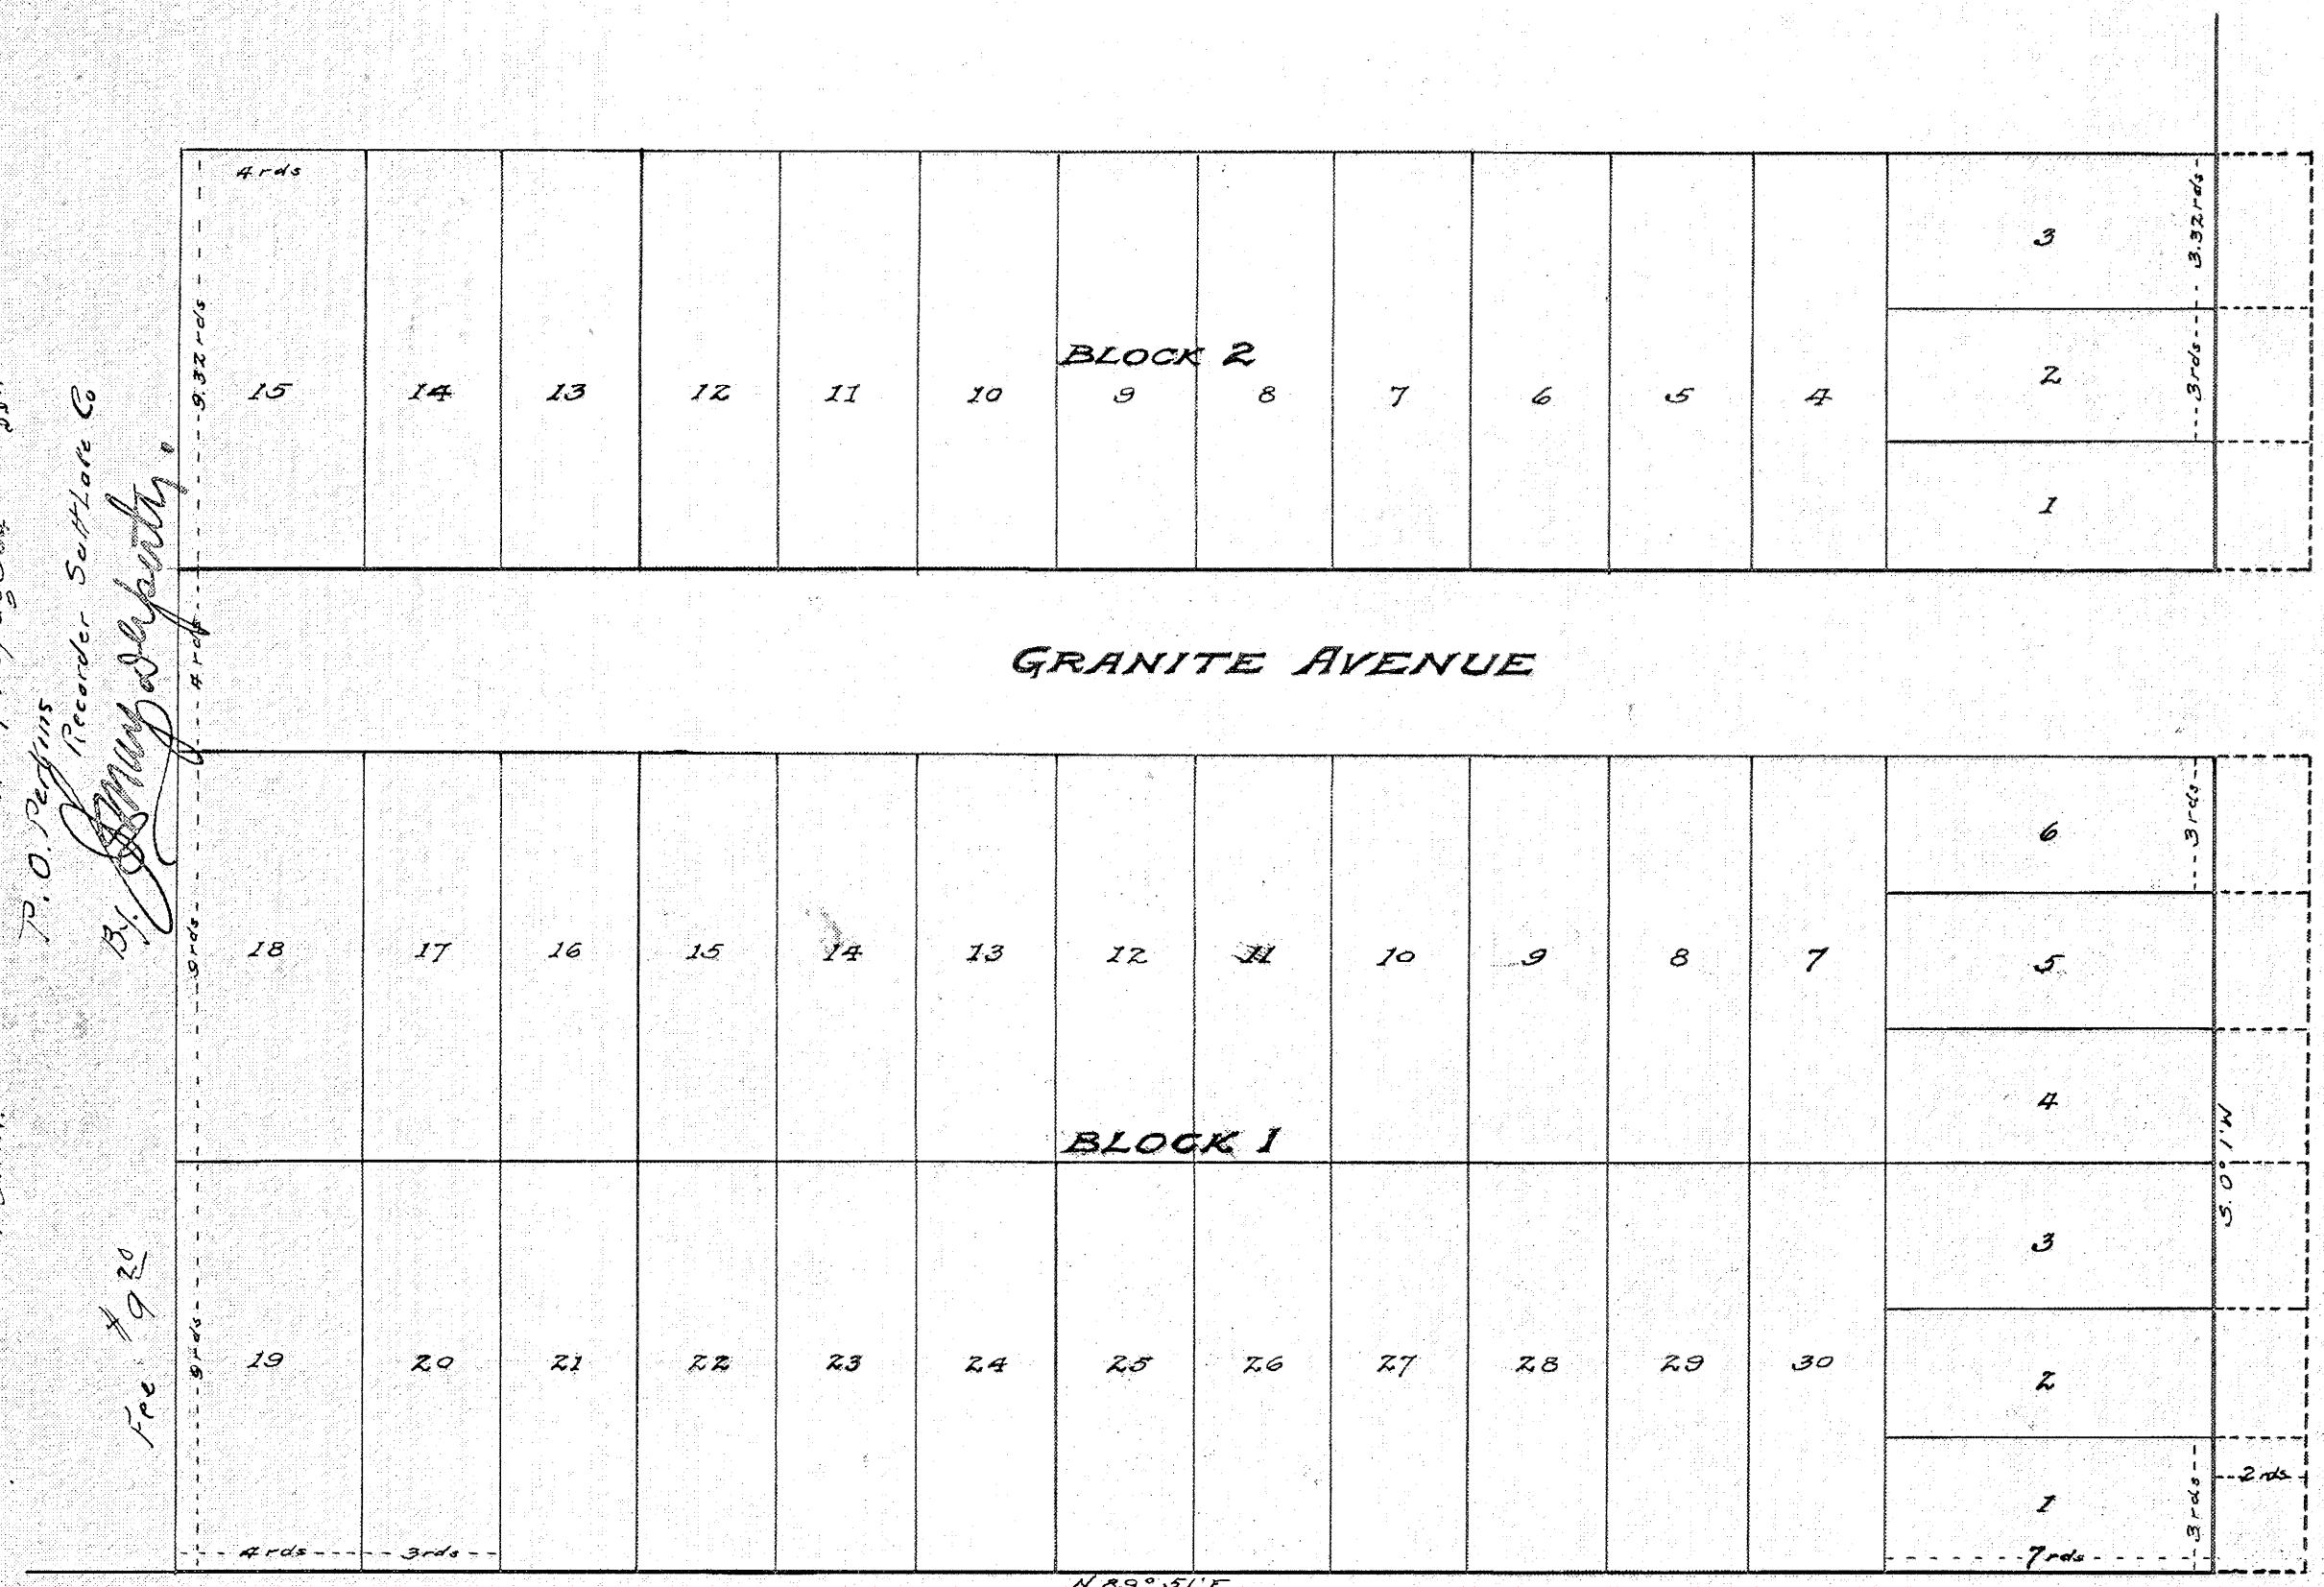 4 rds
3
3.32 rds
9.32 rds
BLOCK 2
15 14 13 12 11 10 9 8 7 6 5 4
2
3 rds
1
4 rds
GRANITE AVENUE
P. O. Perkins
Recorder Salt Lake Co
By
Deputy.
6
3 rds
9 rds
18 17 16 15 14 13 12 11 10 9 8 7
5
4
BLOCK 1
S. 0° 1' W
3
Fee $9 20
9 rds
19 20 21 22 23 24 25 26 27 28 29 30
2
2 rds
1
3 rds
4 rds 3 rds
7 rds
N 89° 51' E